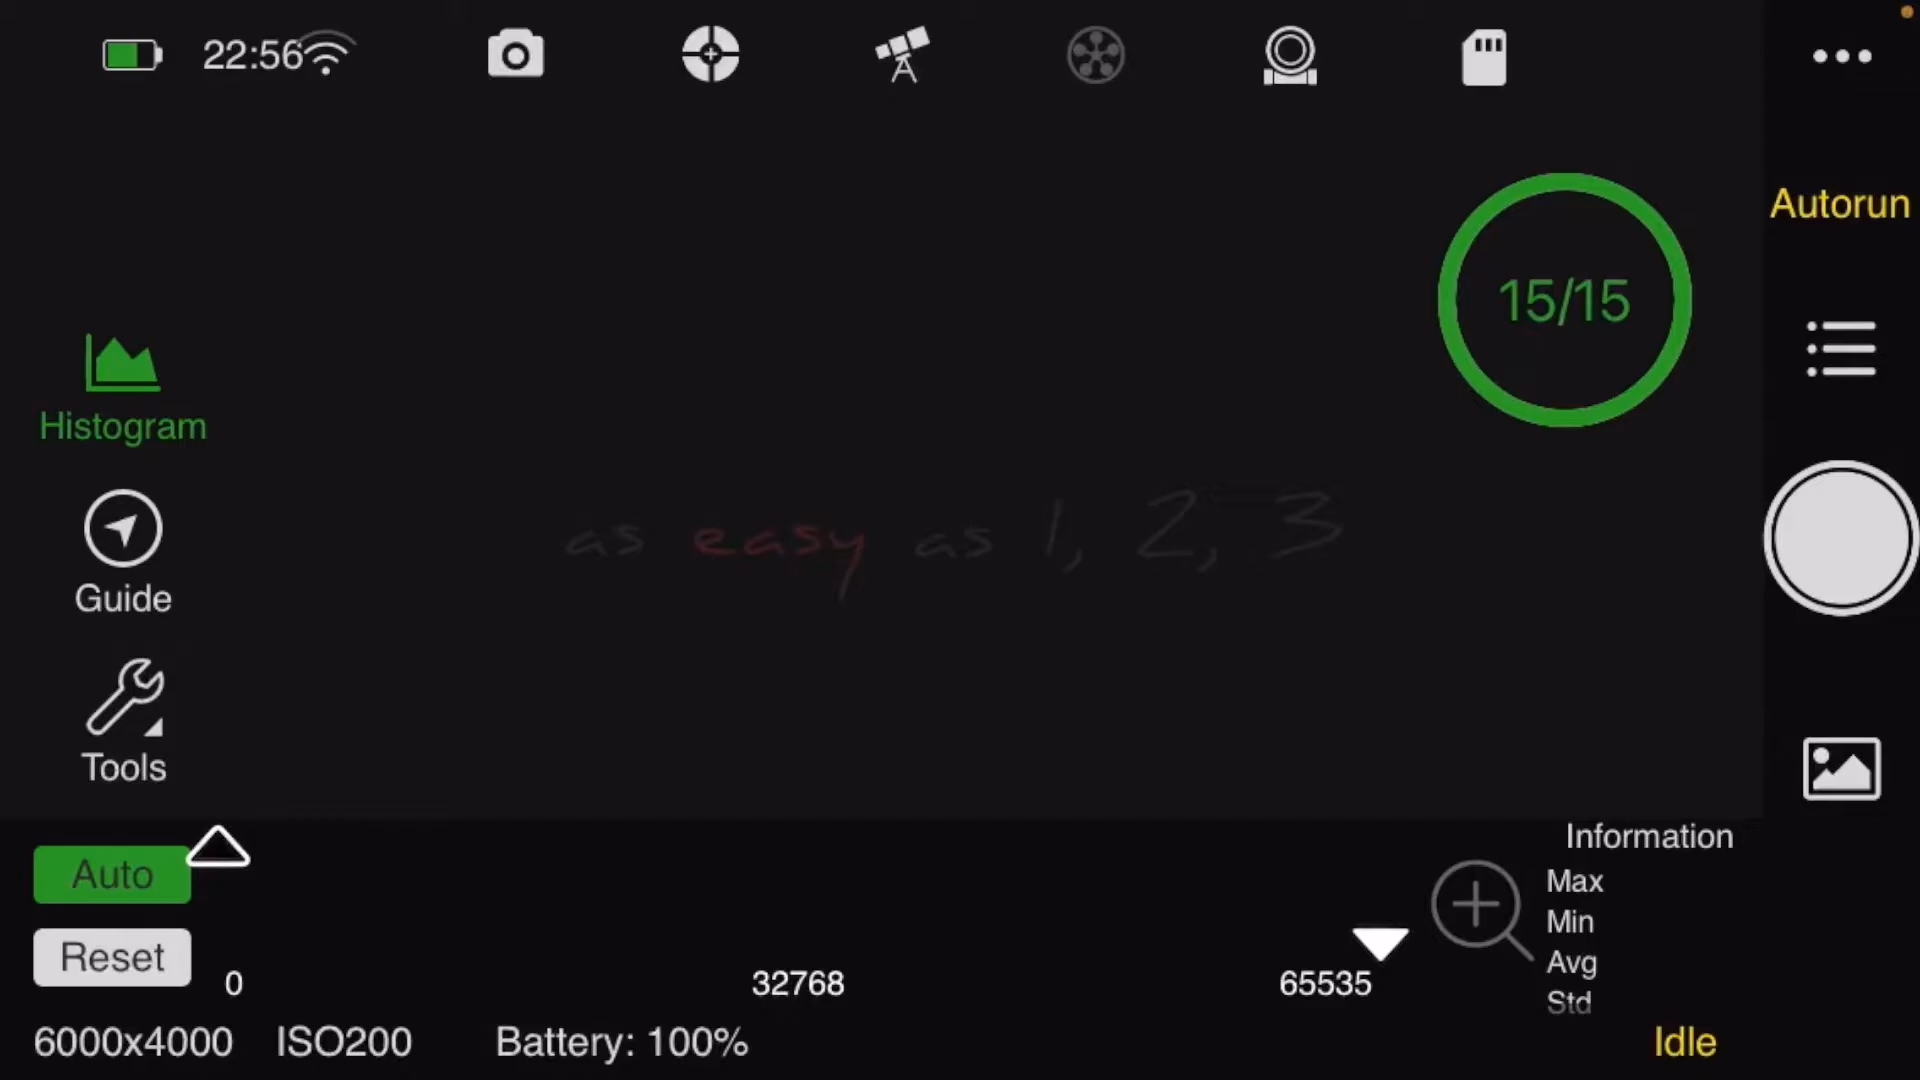 22:56
Autorun
15/15
Histogram
as easy as 1, 2, 3
Guide
Tools
Information
Auto
Max
Min
Reset
Avg
0
32768
65535
Std
6000x4000
ISO200
Battery: 100%
Idle